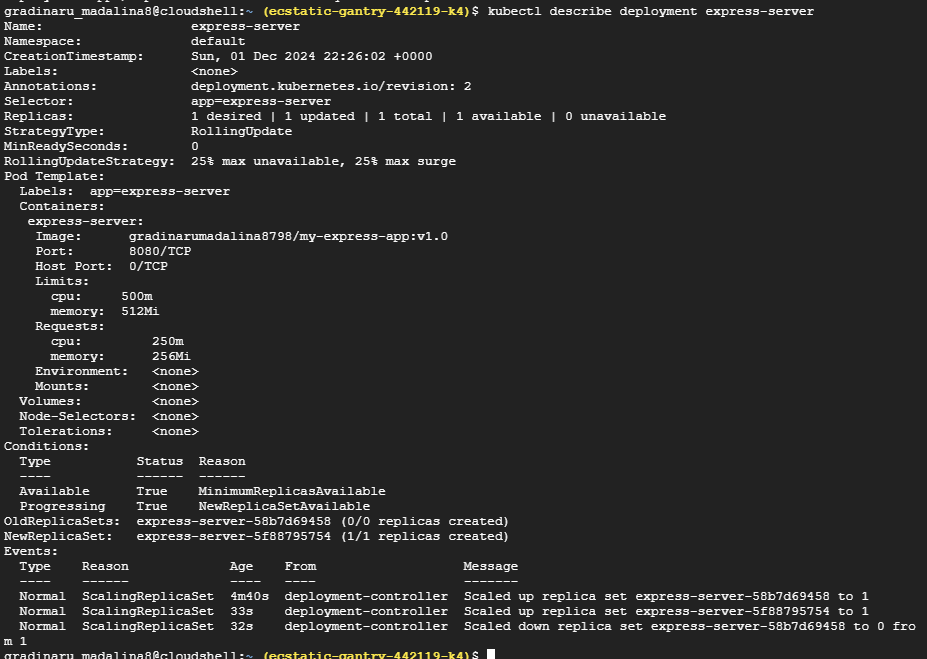 gradinaru_madalina8@cloudshell:~ (ecstatic-gantry-442119-k4)$ kubectl describe deployment express-server
Name:                   express-server
Namespace:              default
CreationTimestamp:      Sun, 01 Dec 2024 22:26:02 +0000
Labels:                 <none>
Annotations:            deployment.kubernetes.io/revision: 2
Selector:               app=express-server
Replicas:               1 desired | 1 updated | 1 total | 1 available | 0 unavailable
StrategyType:           RollingUpdate
MinReadySeconds:        0
RollingUpdateStrategy:  25% max unavailable, 25% max surge
Pod Template:
  Labels:  app=express-server
  Containers:
   express-server:
    Image:      gradinarumadalina8798/my-express-app:v1.0
    Port:       8080/TCP
    Host Port:  0/TCP
    Limits:
      cpu:     500m
      memory:  512Mi
    Requests:
      cpu:         250m
      memory:      256Mi
    Environment:   <none>
    Mounts:        <none>
  Volumes:         <none>
  Node-Selectors:  <none>
  Tolerations:     <none>
Conditions:
  Type           Status  Reason
  ----           ------  ------
  Available      True    MinimumReplicasAvailable
  Progressing    True    NewReplicaSetAvailable
OldReplicaSets:  express-server-58b7d69458 (0/0 replicas created)
NewReplicaSet:   express-server-5f88795754 (1/1 replicas created)
Events:
  Type    Reason             Age    From                   Message
  ----    ------             ----   ----                   -------
  Normal  ScalingReplicaSet  4m40s  deployment-controller  Scaled up replica set express-server-58b7d69458 to 1
  Normal  ScalingReplicaSet  33s    deployment-controller  Scaled up replica set express-server-5f88795754 to 1
  Normal  ScalingReplicaSet  32s    deployment-controller  Scaled down replica set express-server-58b7d69458 to 0 fro
m 1
gradinaru_madalina8@cloudshell:~ (ecstatic-gantry-442119-k4)$